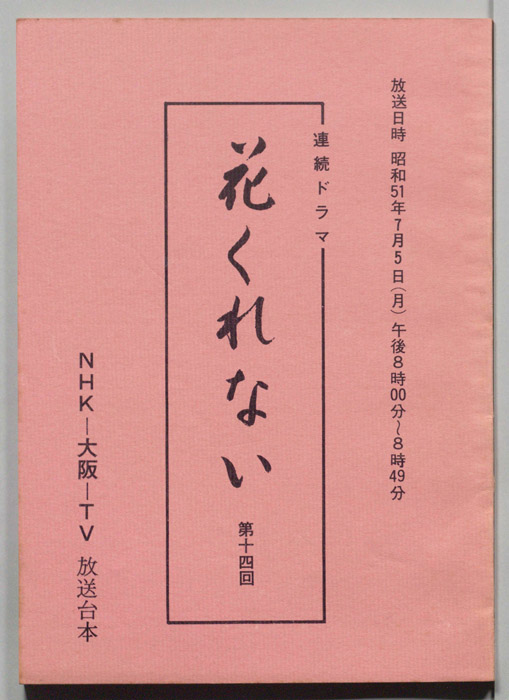 放送日時 昭和51年7月5日(月)午後8時00分〜8時49分
連続ドラマ
花くれない
第十四回
NHK―大阪―TV 放送台本